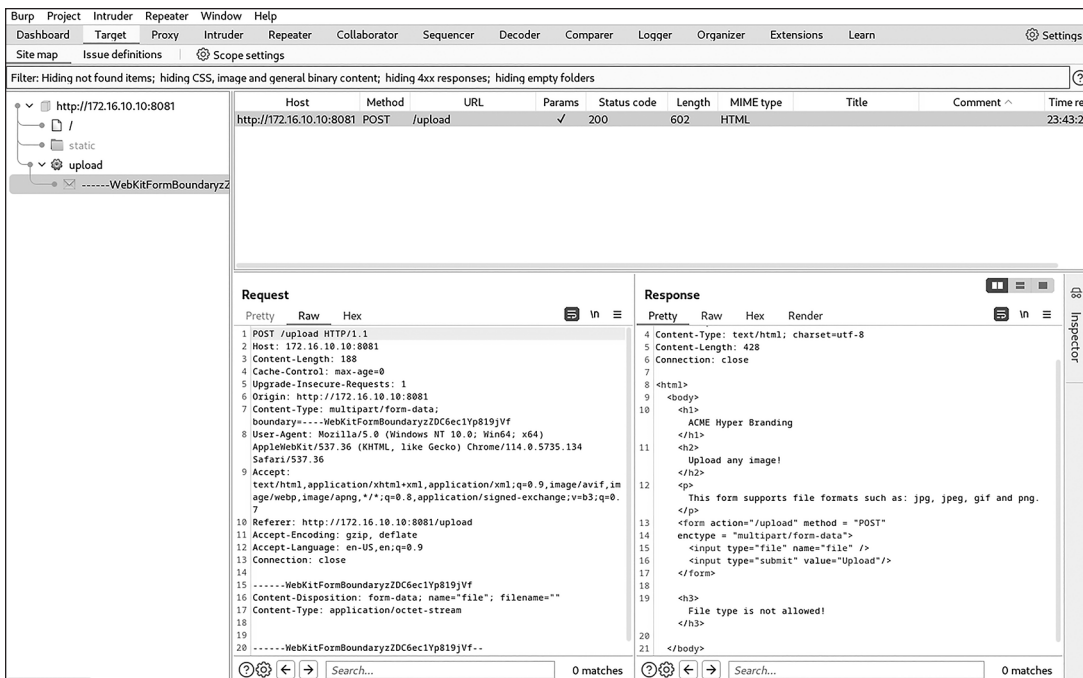 Burp Project Intruder Repeater Window Help
Dashboard Target Proxy Intruder Repeater Collaborator Sequencer Decoder Comparer Logger Organizer Extensions Learn Settings
Site map Issue definitions Scope settings
Filter: Hiding not found items; hiding CSS, image and general binary content; hiding 4xx responses; hiding empty folders
http://172.16.10.10:8081
/
static
upload
------WebKitFormBoundaryzZ
Host Method URL Params Status code Length MIME type Title Comment Time re
http://172.16.10.10:8081 POST /upload ✓ 200 602 HTML 23:43:2
Request
Pretty Raw Hex \n
1 POST /upload HTTP/1.1
2 Host: 172.16.10.10:8081
3 Content-Length: 188
4 Cache-Control: max-age=0
5 Upgrade-Insecure-Requests: 1
6 Origin: http://172.16.10.10:8081
7 Content-Type: multipart/form-data;
boundary=----WebKitFormBoundaryzZDC6ec1Yp819jVf
8 User-Agent: Mozilla/5.0 (Windows NT 10.0; Win64; x64)
AppleWebKit/537.36 (KHTML, like Gecko) Chrome/114.0.5735.134
Safari/537.36
9 Accept:
text/html,application/xhtml+xml,application/xml;q=0.9,image/avif,im
age/webp,image/apng,*/*;q=0.8,application/signed-exchange;v=b3;q=0.
7
10 Referer: http://172.16.10.10:8081/upload
11 Accept-Encoding: gzip, deflate
12 Accept-Language: en-US,en;q=0.9
13 Connection: close
14
15 ------WebKitFormBoundaryzZDC6ec1Yp819jVf
16 Content-Disposition: form-data; name="file"; filename=""
17 Content-Type: application/octet-stream
18
19
20 ------WebKitFormBoundaryzZDC6ec1Yp819jVf--
Search... 0 matches
Response
Pretty Raw Hex Render \n
4 Content-Type: text/html; charset=utf-8
5 Content-Length: 428
6 Connection: close
7
8 <html>
9 <body>
10 <h1>
ACME Hyper Branding
</h1>
11 <h2>
Upload any image!
</h2>
12 <p>
This form supports file formats such as: jpg, jpeg, gif and png.
</p>
13 <form action="/upload" method = "POST"
14 enctype = "multipart/form-data">
15 <input type="file" name="file" />
16 <input type="submit" value="Upload"/>
17 </form>
18
19 <h3>
File type is not allowed!
</h3>
20
21 </body>
Search... 0 matches
Inspector